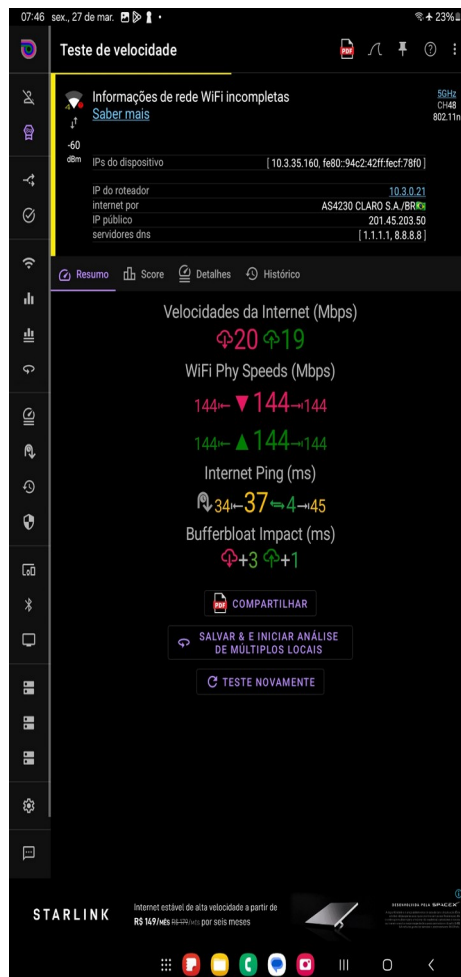 07:46 sex., 27 de mar.
23%
Teste de velocidade
PDF
Informações de rede WiFi incompletas
Saber mais
5GHz
CH48
802.11n
-60
dBm
IPs do dispositivo [ 10.3.35.160, fe80::94c2:42ff:fecf:78f0 ]
IP do roteador 10.3.0.21
internet por AS4230 CLARO S.A./BR
IP público 201.45.203.50
servidores dns [ 1.1.1.1, 8.8.8.8 ]
Resumo Score Detalhes Histórico
Velocidades da Internet (Mbps)
20 19
WiFi Phy Speeds (Mbps)
144 144 144
144 144 144
Internet Ping (ms)
34 37 4 45
Bufferbloat Impact (ms)
+3 +1
PDF COMPARTILHAR
SALVAR & E INICIAR ANÁLISE
DE MÚLTIPLOS LOCAIS
TESTE NOVAMENTE
STARLINK
Internet estável de alta velocidade a partir de
R$ 149/MÊS R$ 179/MÊS por seis meses
DESENVOLVIDA PELA SPACEX